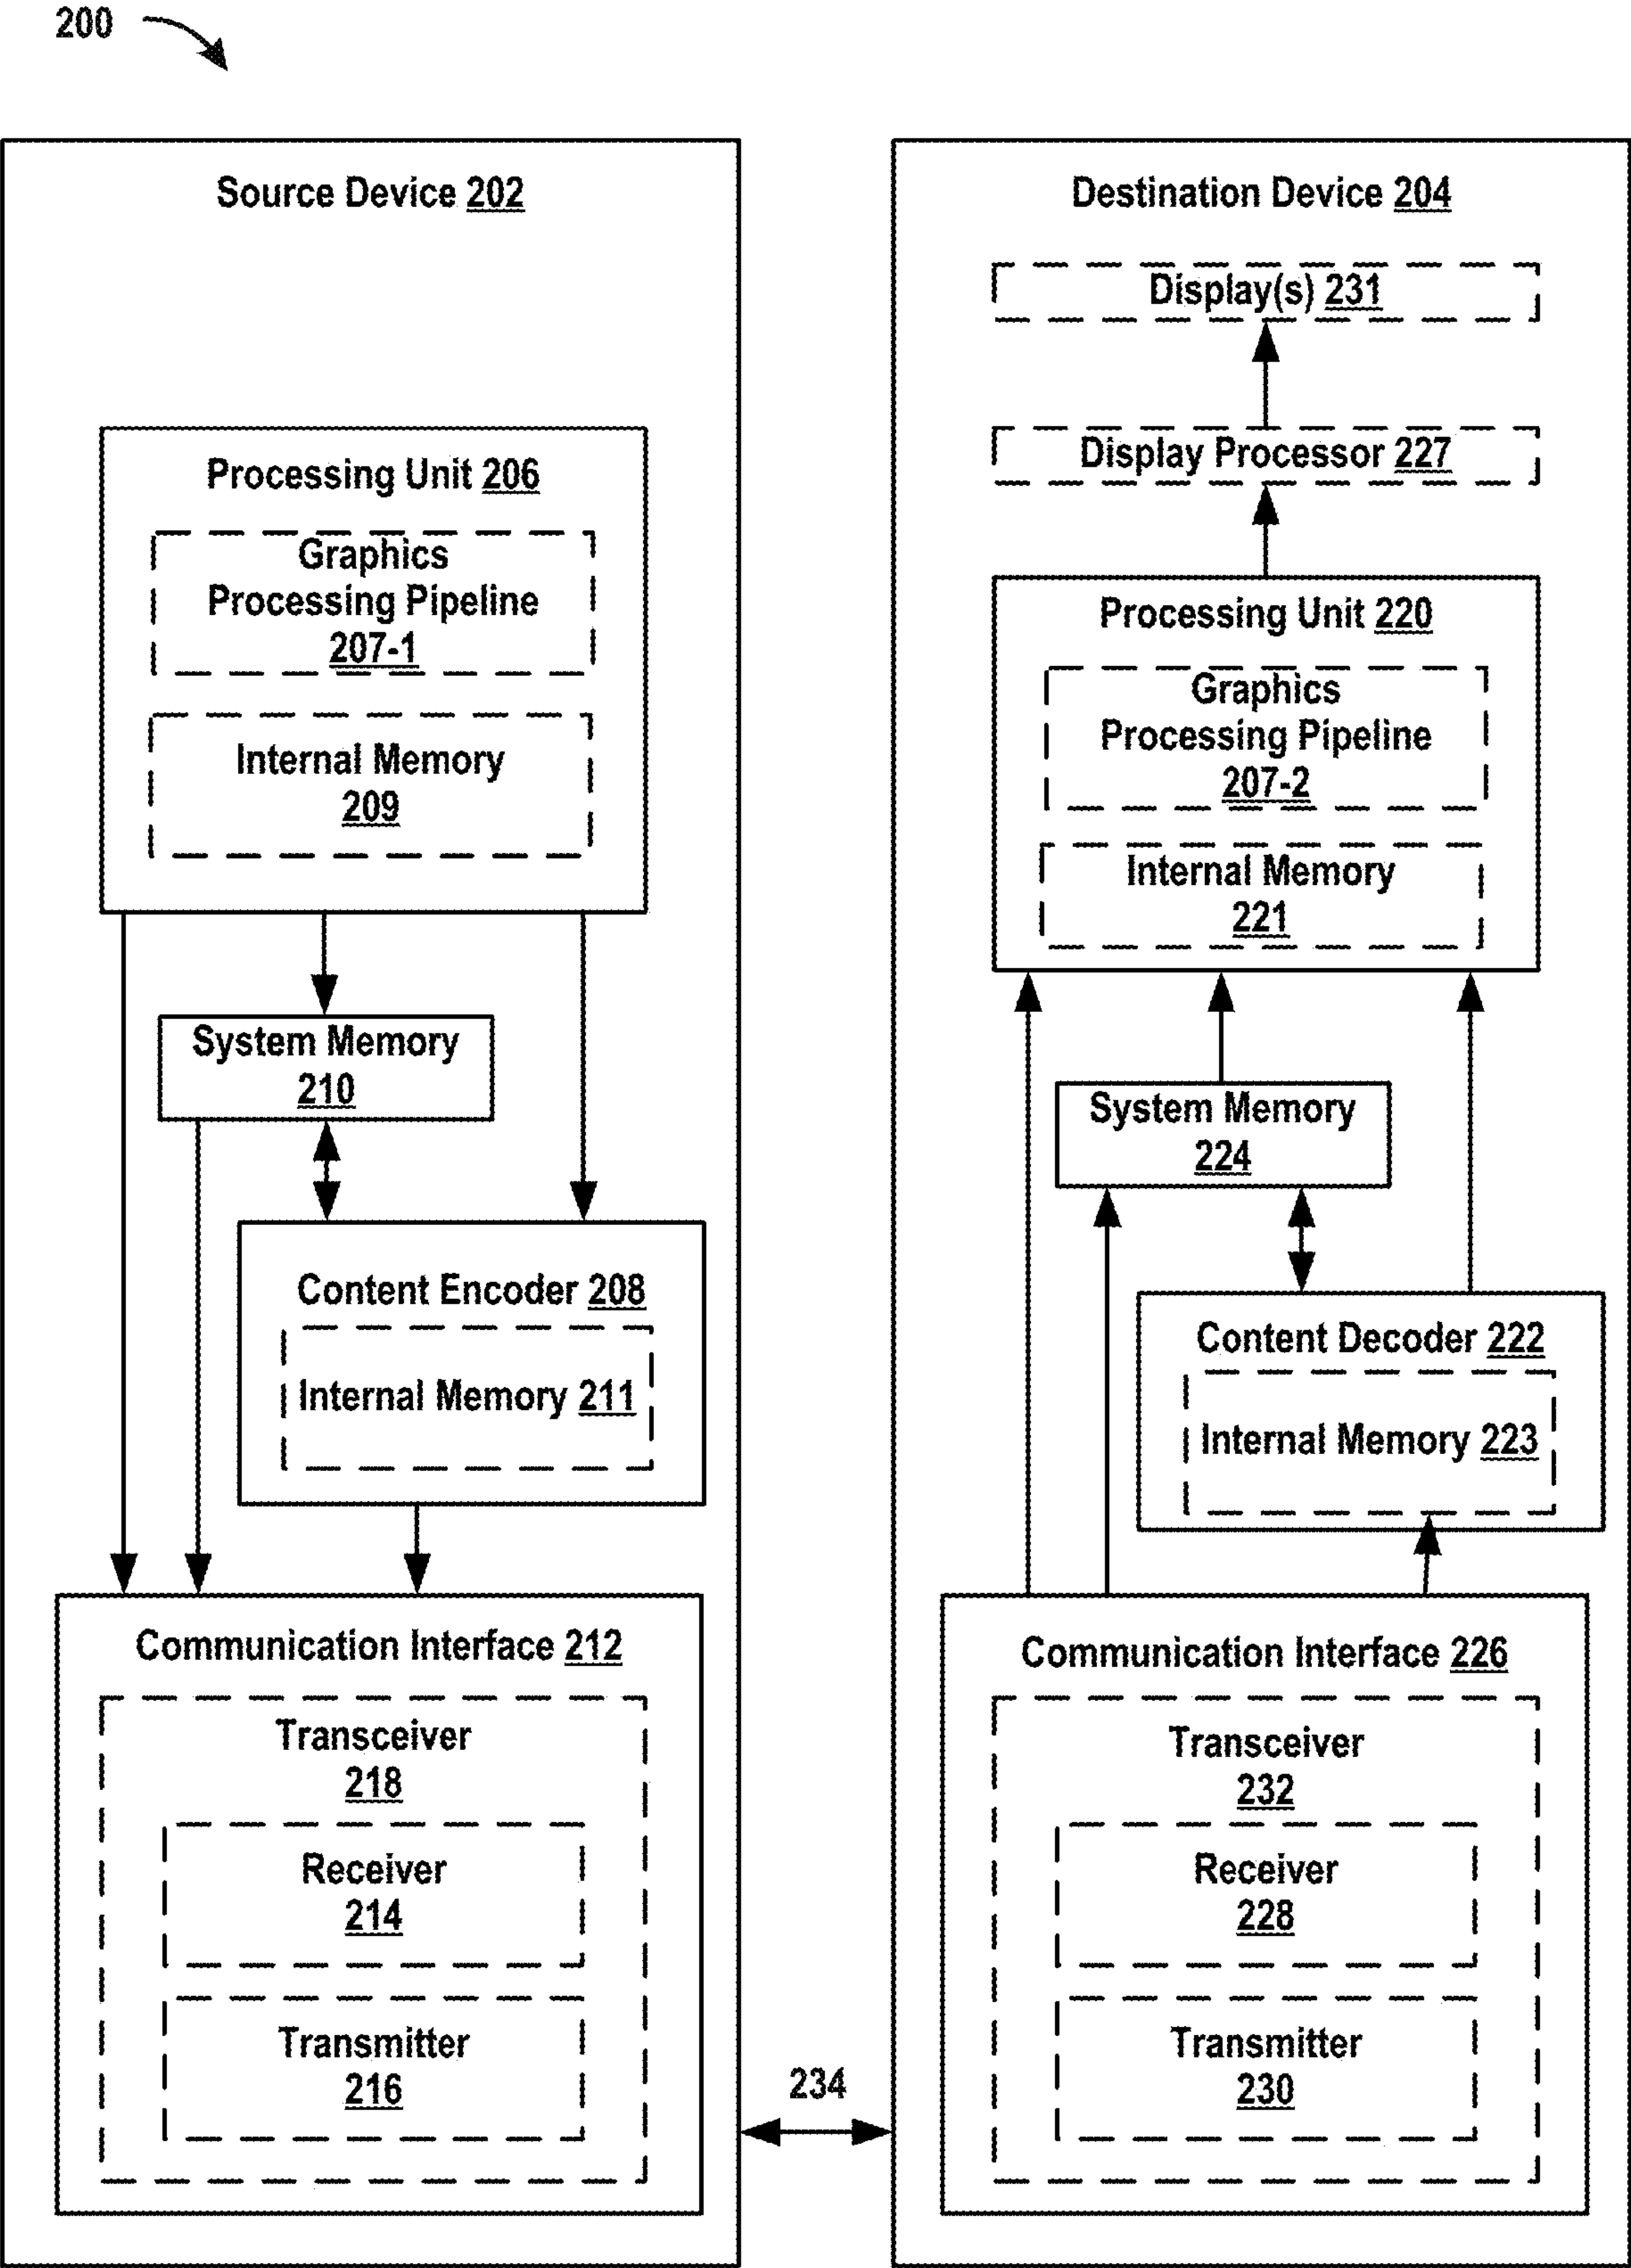 200
Source Device 202
Processing Unit 206
Graphics
Processing Pipeline
207-1
Internal Memory
209
System Memory
210
Content Encoder 208
Internal Memory 211
Communication Interface 212
Transceiver
218
Receiver
214
Transmitter
216
234
Destination Device 204
Display(s) 231
Display Processor 227
Processing Unit 220
Graphics
Processing Pipeline
207-2
Internal Memory
221
System Memory
224
Content Decoder 222
Internal Memory 223
Communication Interface 226
Transceiver
232
Receiver
228
Transmitter
230